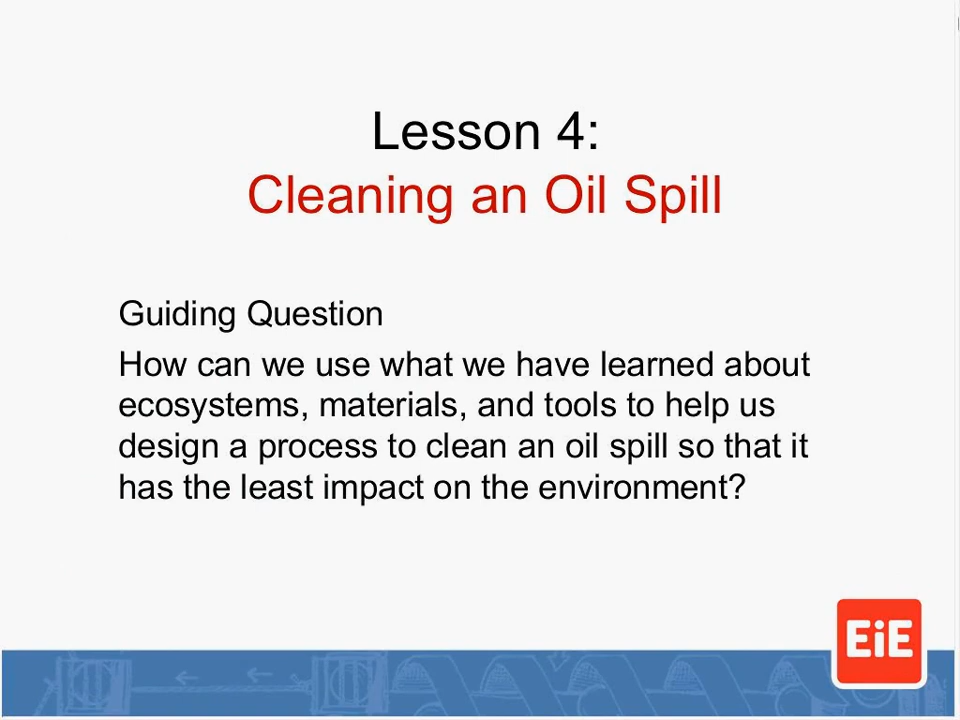 Lesson 4:
Cleaning an Oil Spill
Guiding Question
How can we use what we have learned about
ecosystems, materials, and tools to help us
design a process to clean an oil spill so that it
has the least impact on the environment?
EiE